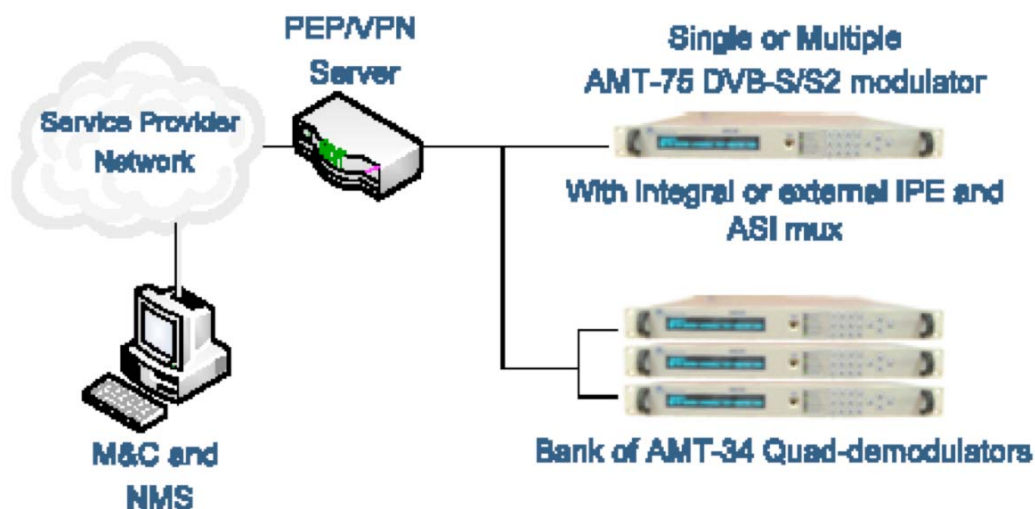 PEP/VPN
Server
Single or Multiple
AMT-75 DVB-S/S2 modulator
Service Provider
Network
With integral or external IPE and
ASI mux
M&C and
NMS
Bank of AMT-34 Quad-demodulators